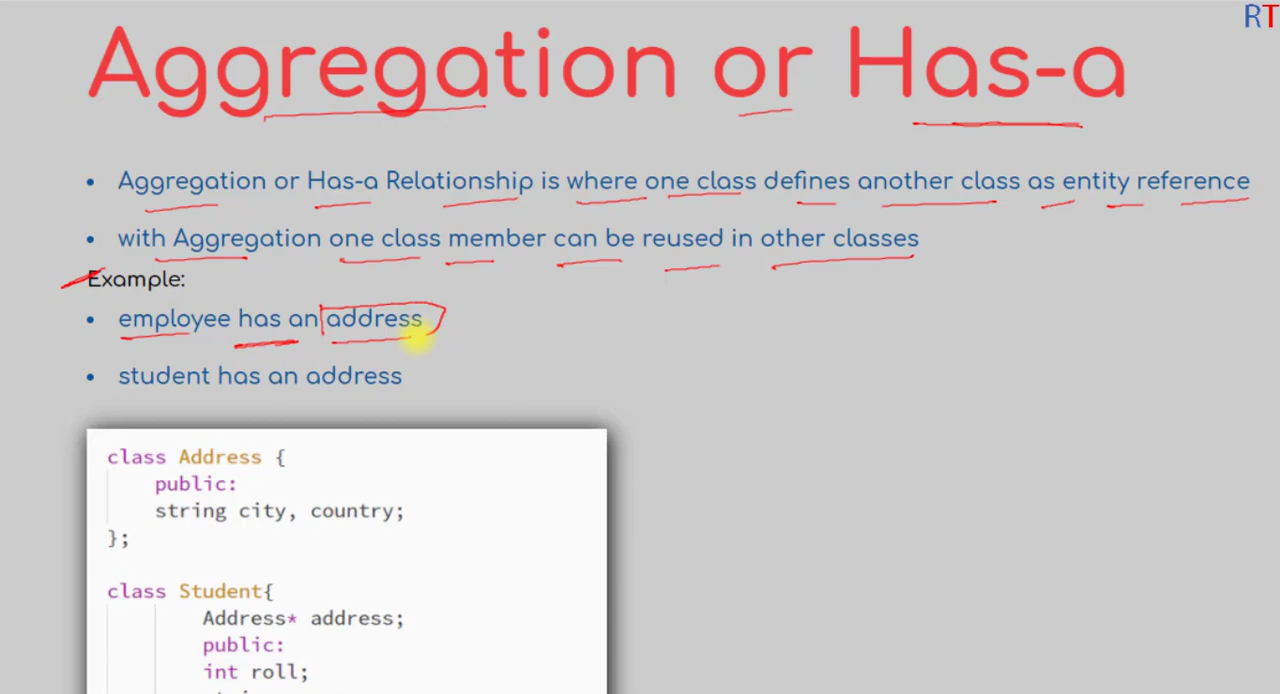 RT
Aggregation or Has-a
• Aggregation or Has-a Relationship is where one class defines another class as entity reference
• with Aggregation one class member can be reused in other classes
Example:
• employee has an address
• student has an address
class Address {
public:
string city, country;
};
class Student{
Address* address;
public:
int roll;